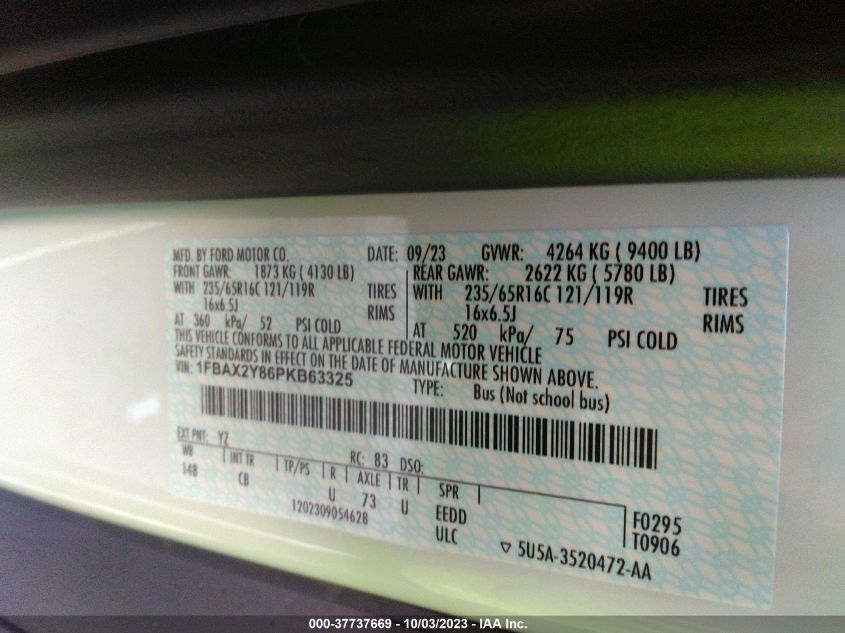 MFD. BY FORD MOTOR CO. DATE: 09/23 GVWR: 4264 KG ( 9400 LB)
FRONT GAWR: 1873 KG ( 4130 LB) REAR GAWR: 2622 KG ( 5780 LB)
WITH 235/65R16C 121/119R TIRES WITH 235/65R16C 121/119R TIRES
16x6.5J RIMS 16x6.5J RIMS
AT 360 kPa/ 52 PSI COLD AT 520 kPa/ 75 PSI COLD
THIS VEHICLE CONFORMS TO ALL APPLICABLE FEDERAL MOTOR VEHICLE
SAFETY STANDARDS IN EFFECT ON THE DATE OF MANUFACTURE SHOWN ABOVE.
VIN: 1FBAX2Y86PKB63325 TYPE: Bus (Not school bus)
EXT PNT: YZ RC: 83 DSO:
WB INT TR TP/PS R AXLE TR SPR
148 CB U 73 U EEDD F0295
1202309054628 ULC T0906
▽ 5U5A-3520472-AA
000-37737669 - 10/03/2023 - IAA Inc.